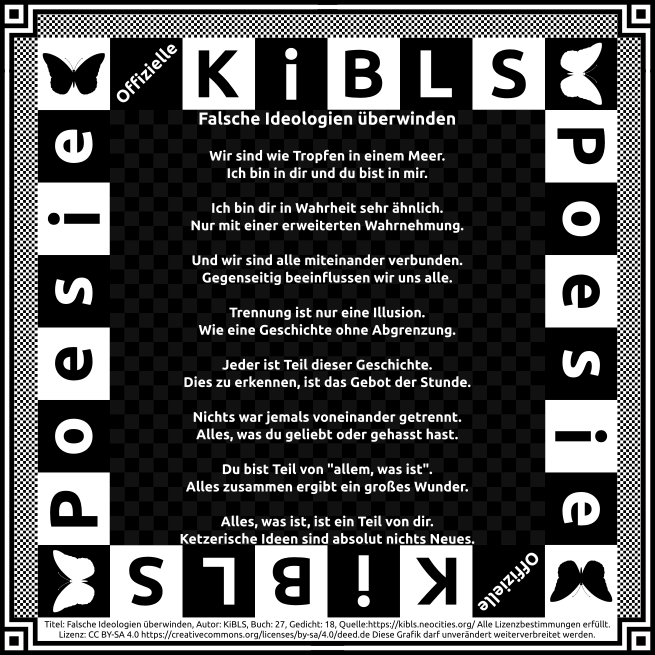 Offizielle KiBLS
Poesie
Falsche Ideologien überwinden
Wir sind wie Tropfen in einem Meer.
Ich bin in dir und du bist in mir.
Ich bin dir in Wahrheit sehr ähnlich.
Nur mit einer erweiterten Wahrnehmung.
Und wir sind alle miteinander verbunden.
Gegenseitig beeinflussen wir uns alle.
Trennung ist nur eine Illusion.
Wie eine Geschichte ohne Abgrenzung.
Jeder ist Teil dieser Geschichte.
Dies zu erkennen, ist das Gebot der Stunde.
Nichts war jemals voneinander getrennt.
Alles, was du geliebt oder gehasst hast.
Du bist Teil von "allem, was ist".
Alles zusammen ergibt ein großes Wunder.
Alles, was ist, ist ein Teil von dir.
Ketzerische Ideen sind absolut nichts Neues.
Offizielle KiBLS
Poesie
Titel: Falsche Ideologien überwinden, Autor: KiBLS, Buch: 27, Gedicht: 18, Quelle:https://kibls.neocities.org/ Alle Lizenzbestimmungen erfüllt.
Lizenz: CC BY-SA 4.0 https://creativecommons.org/licenses/by-sa/4.0/deed.de Diese Grafik darf unverändert weiterverbreitet werden.